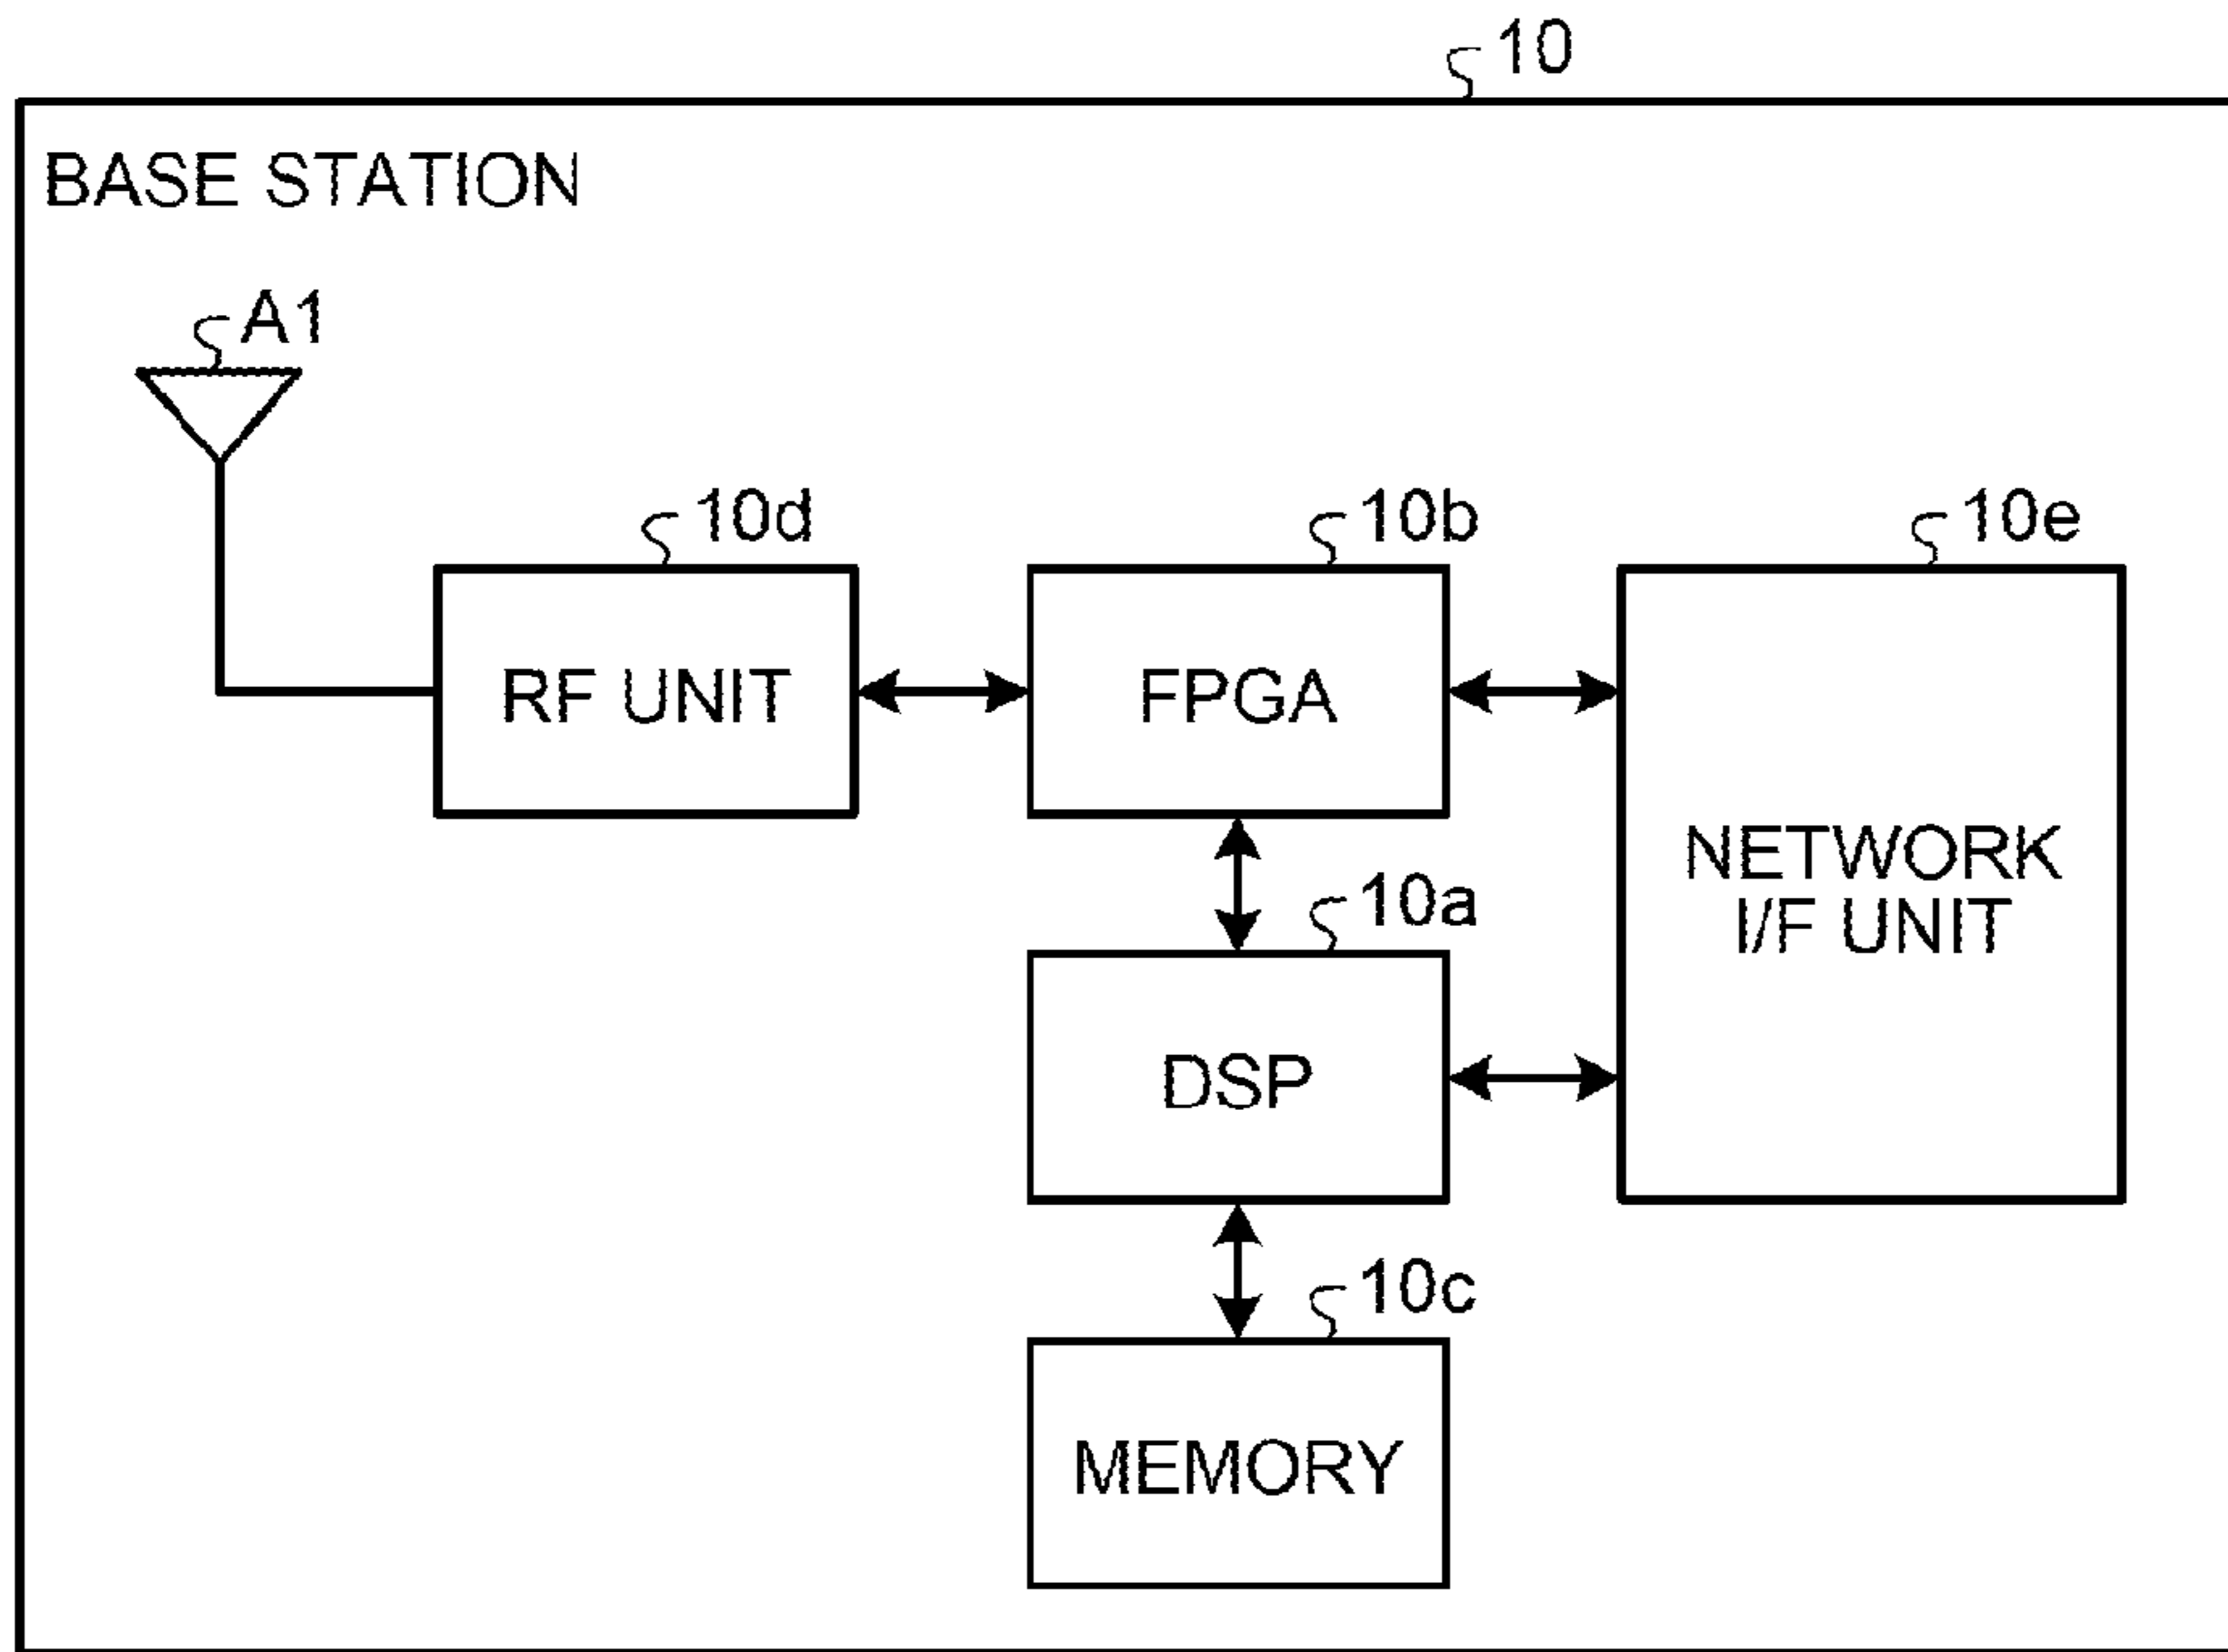 10
BASE STATION
A1
10d
10b
10e
RF UNIT
FPGA
NETWORK
I/F UNIT
10a
DSP
10c
MEMORY